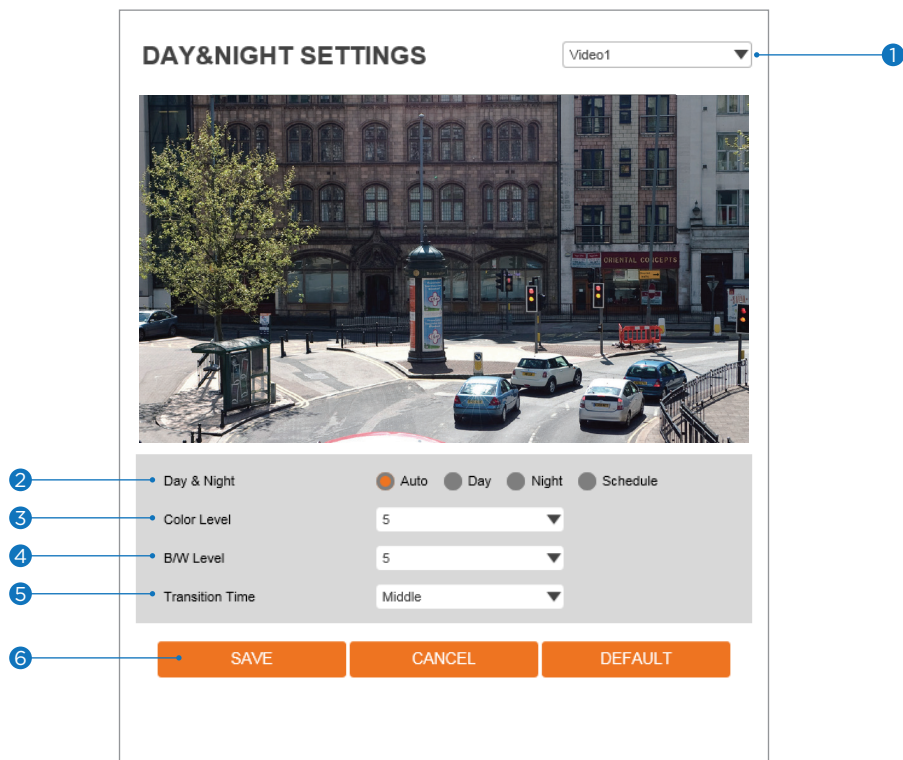 DAY&NIGHT SETTINGS
Video1
1
ORIENTAL CONCEPTS
2 Day & Night Auto Day Night Schedule
3 Color Level 5
4 B/W Level 5
5 Transition Time Middle
6 SAVE CANCEL DEFAULT